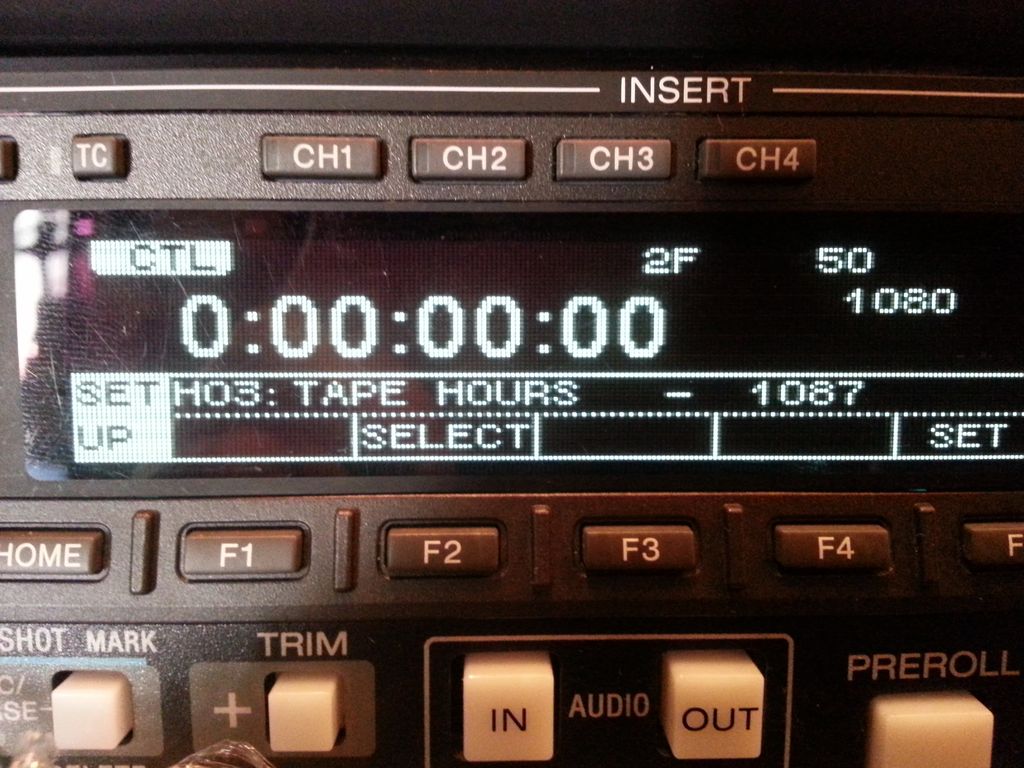 INSERT
TC CH1 CH2 CH3 CH4
CTL 2F 50
0:00:00:00 1080
SET H03: TAPE HOURS - 1087
UP SELECT SET
HOME F1 F2 F3 F4 F
SHOT MARK TRIM
PREROLL
+ IN AUDIO OUT